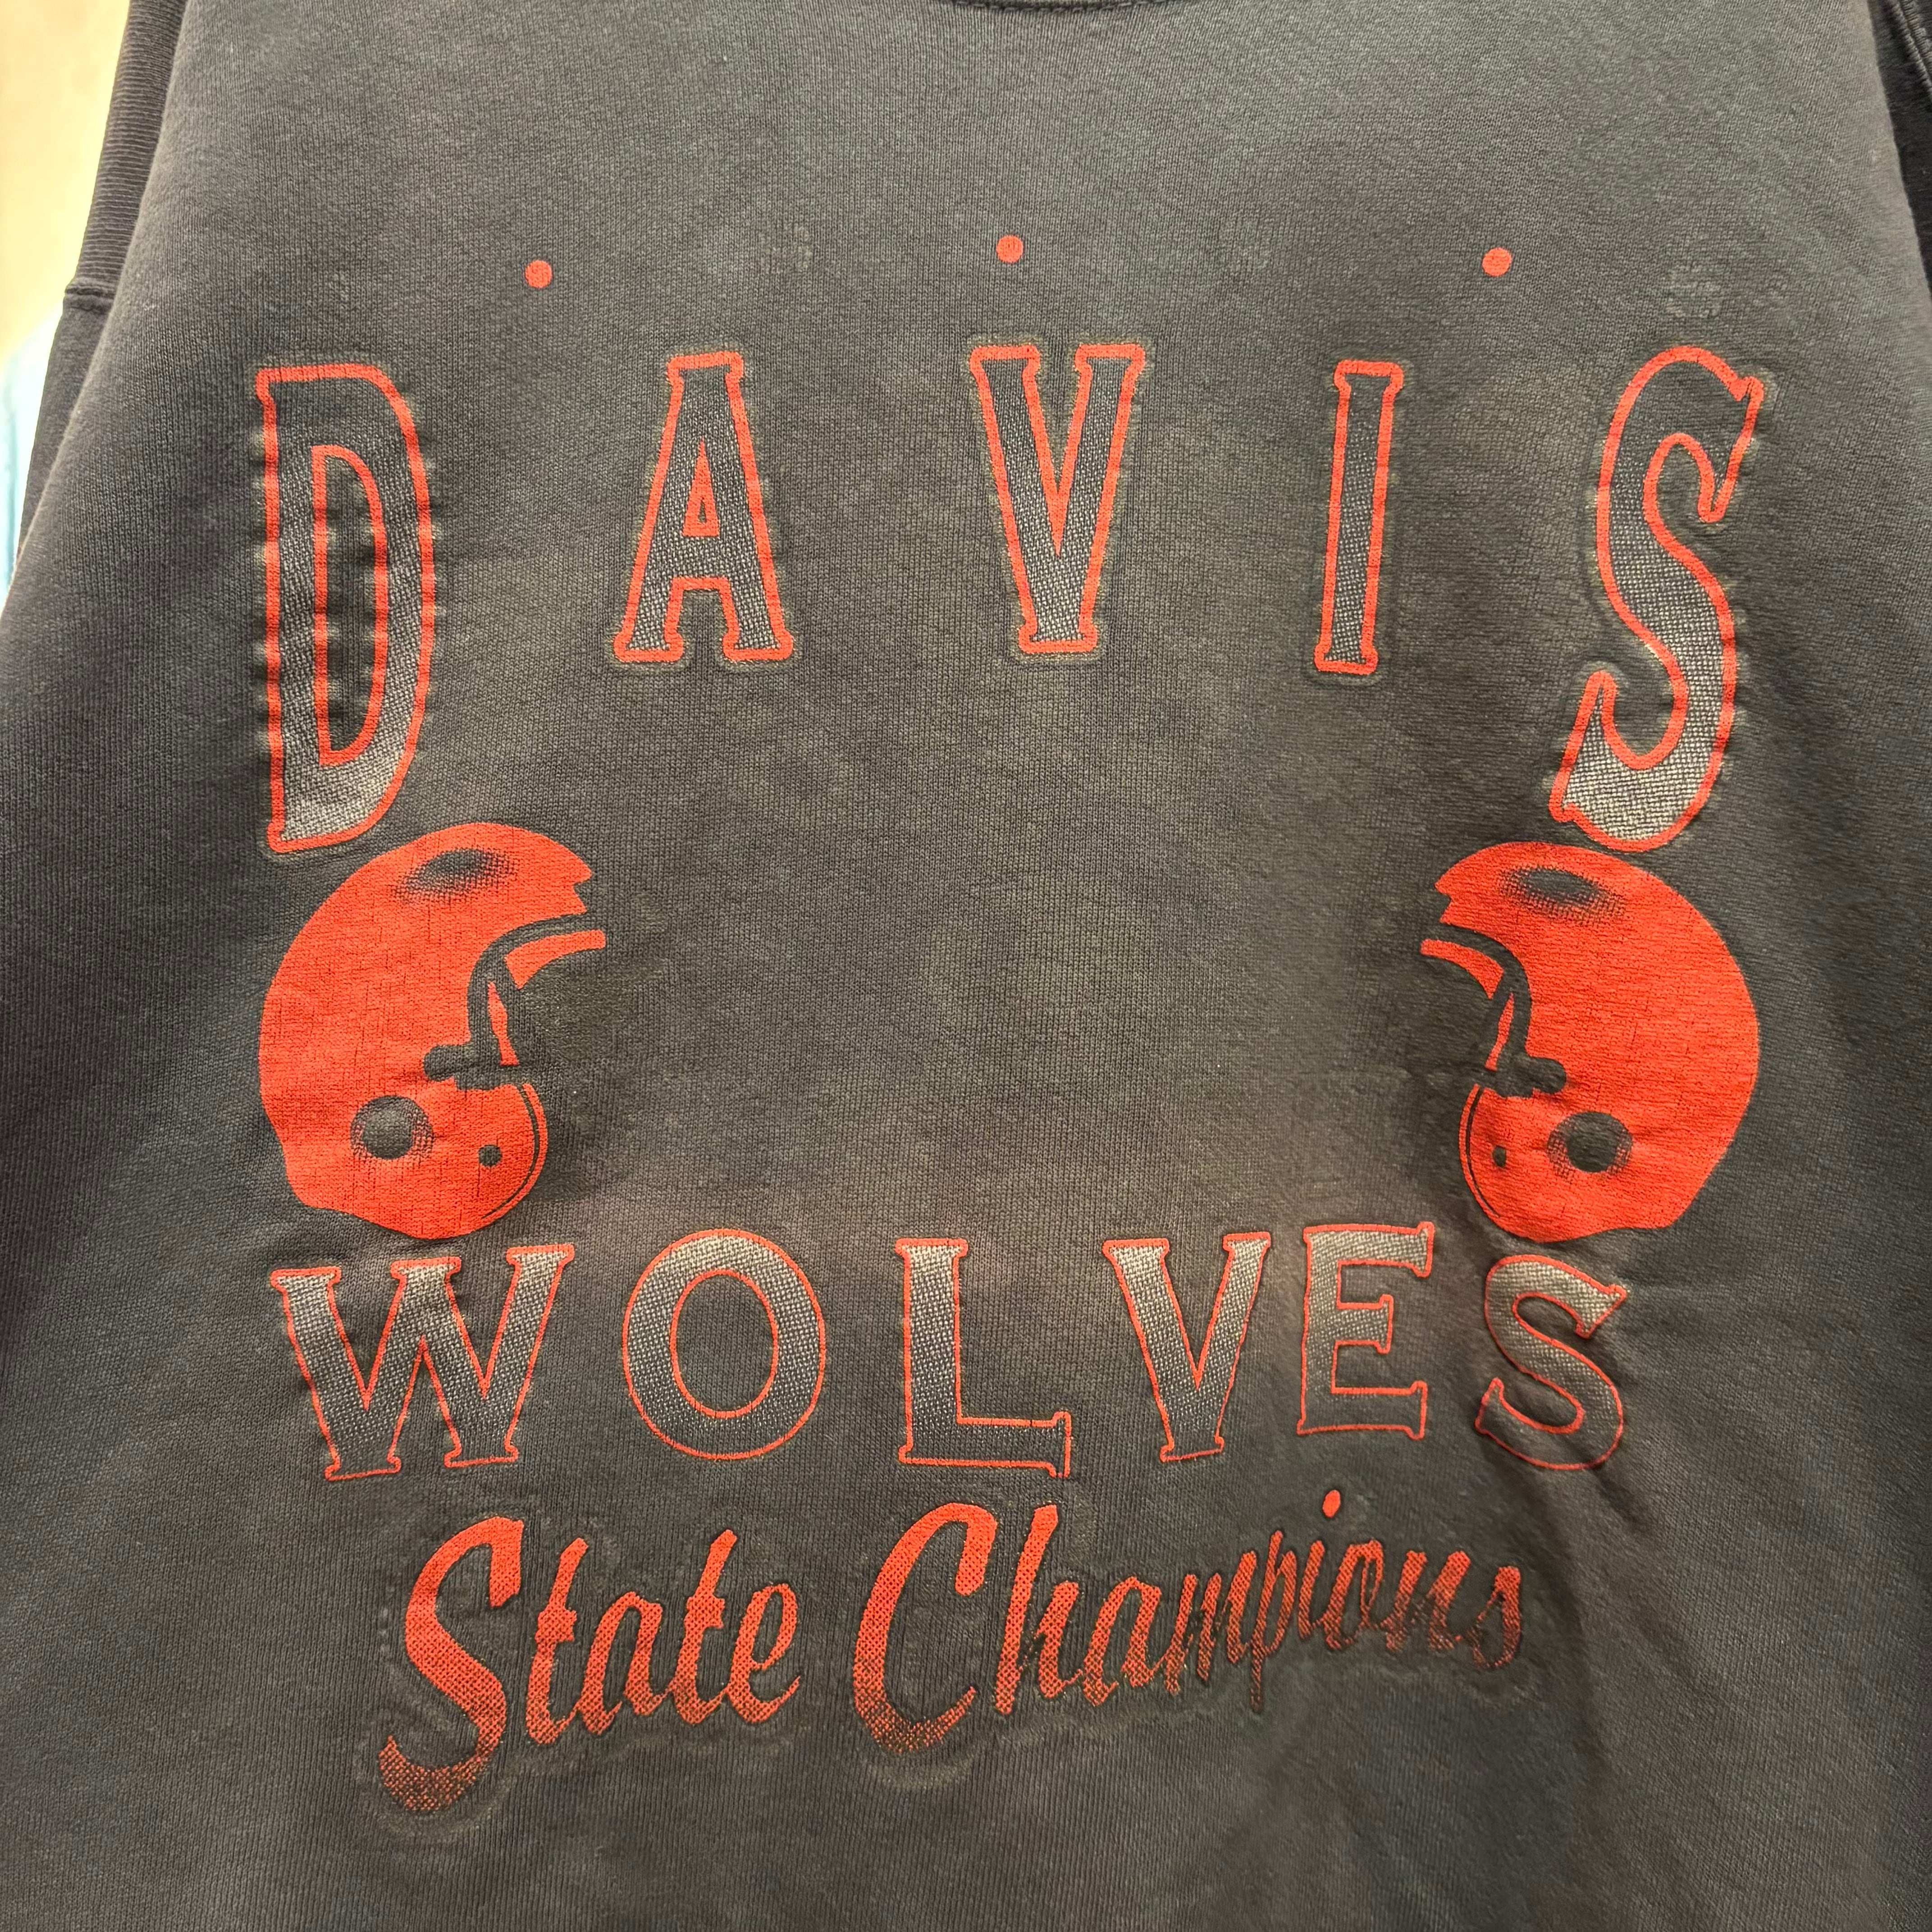 DAVIS
WOLVES
State Champions